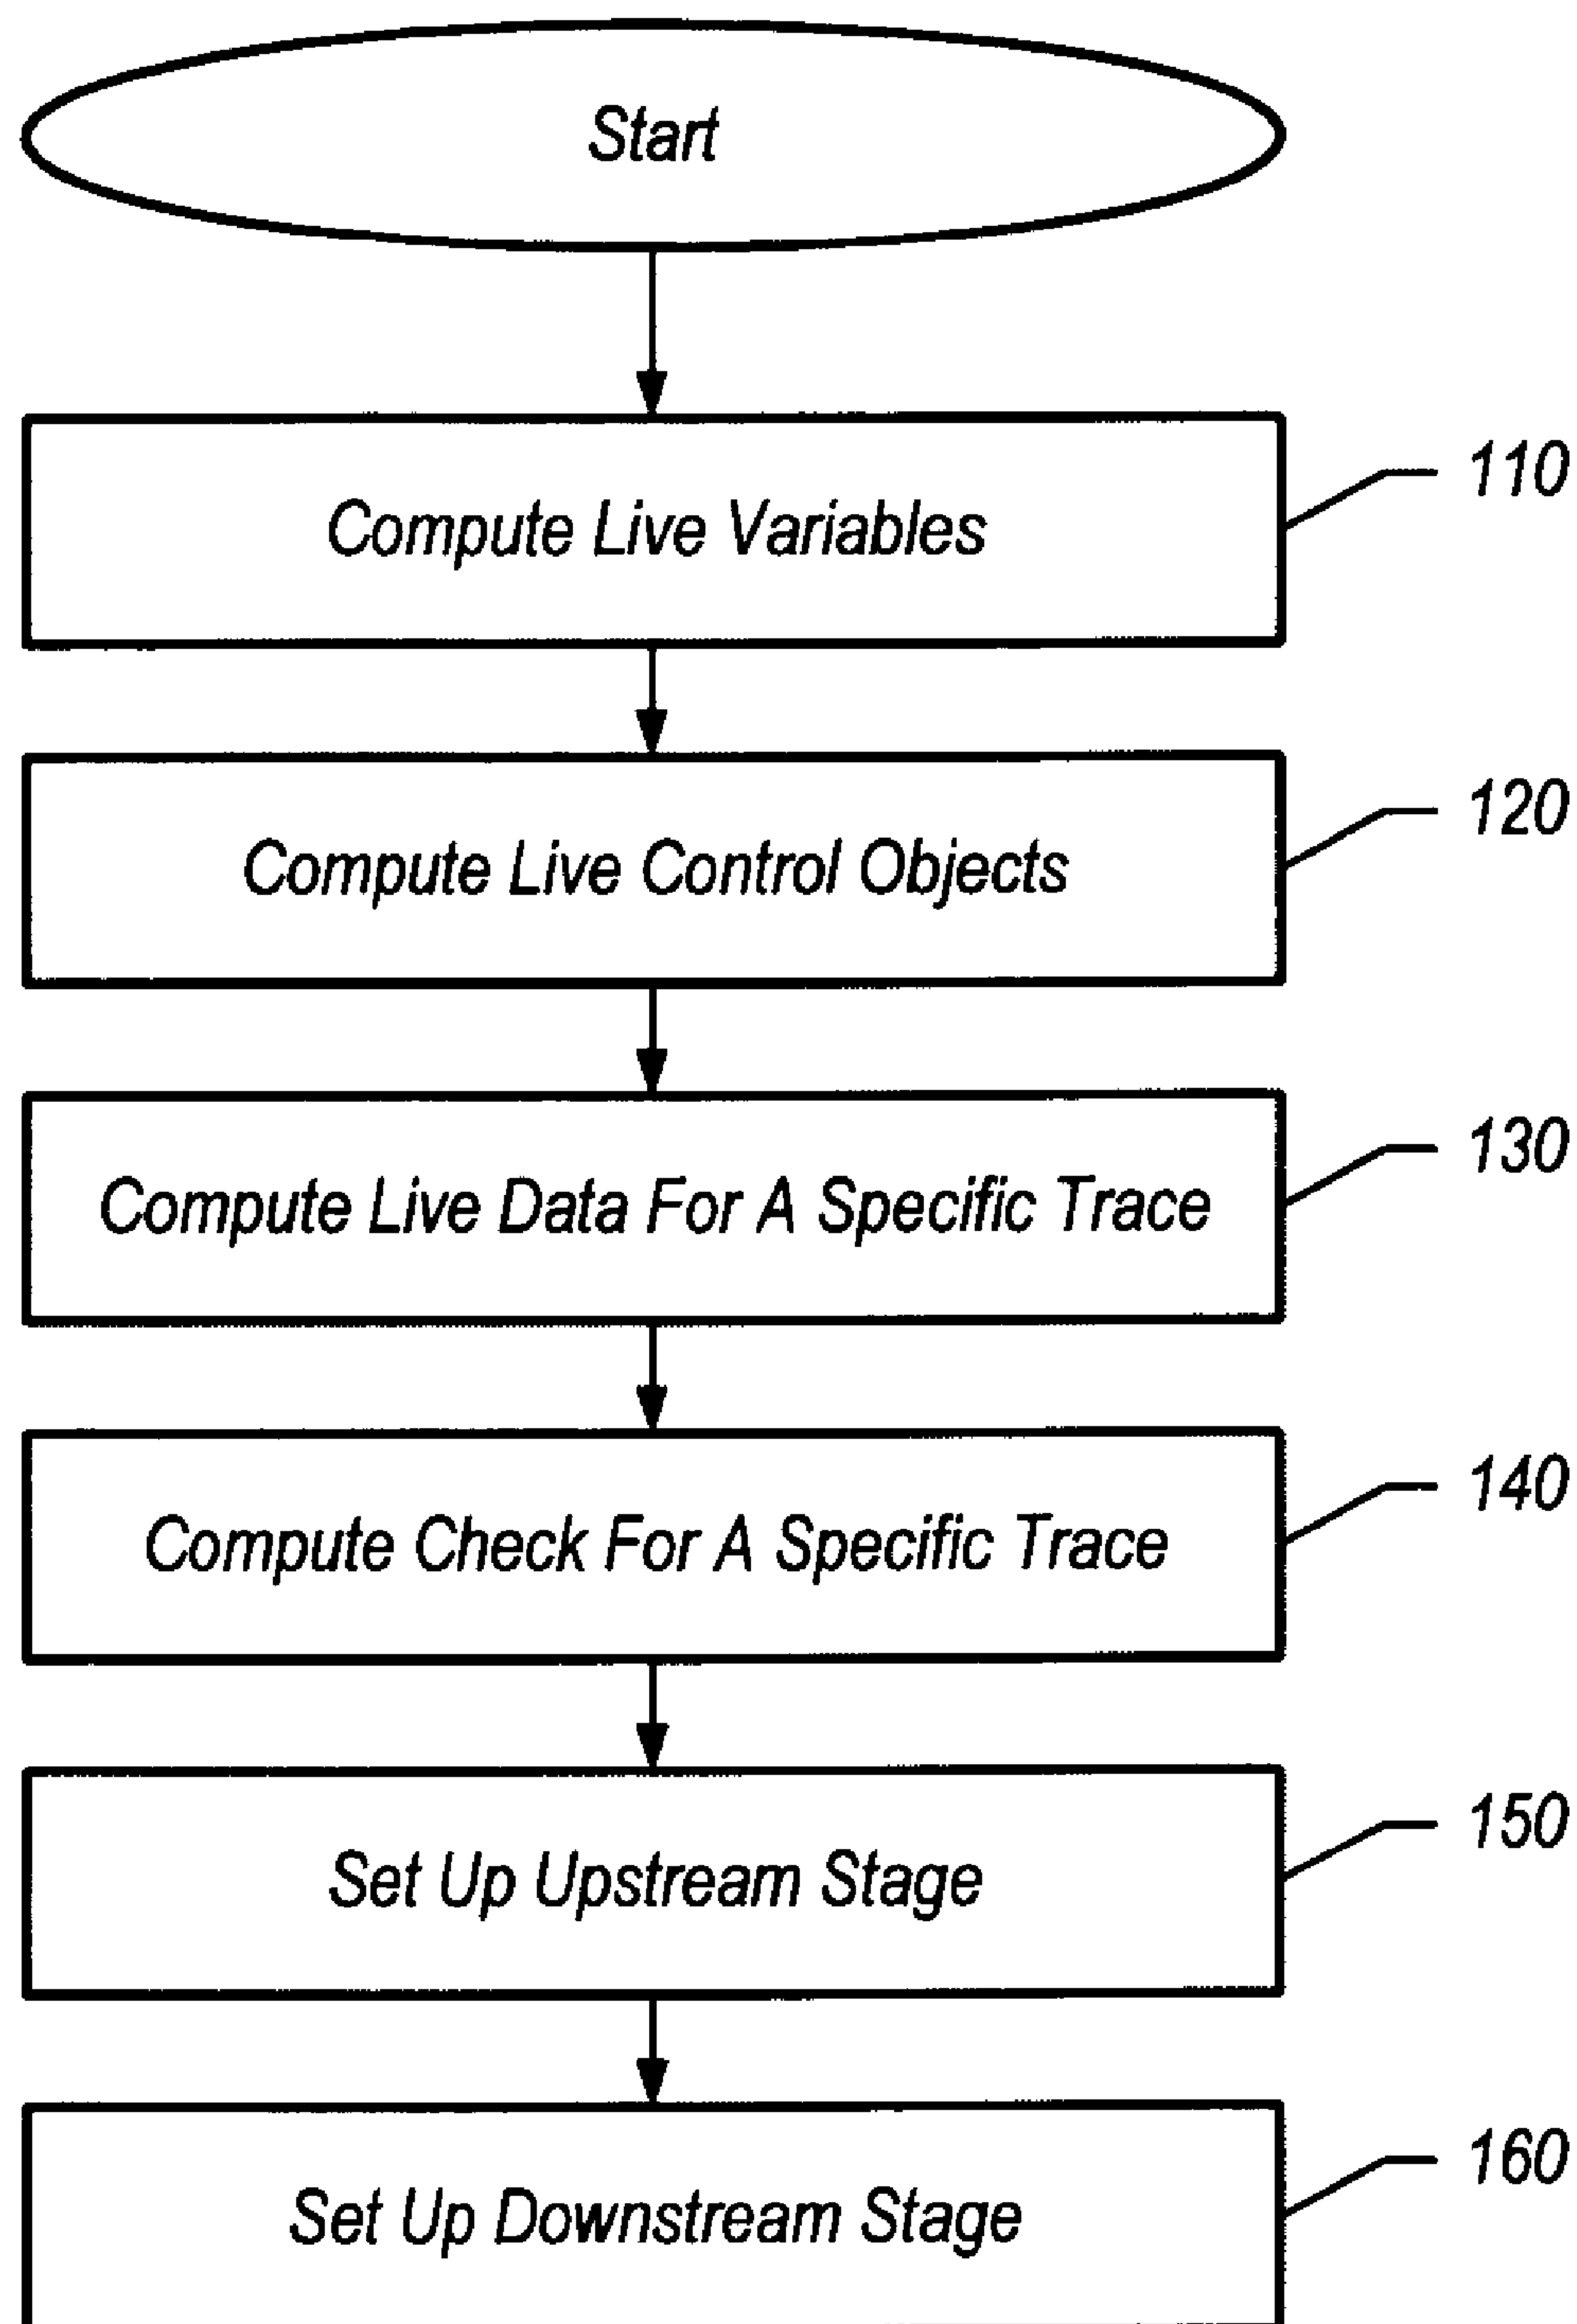 Start
Compute Live Variables
110
Compute Live Control Objects
120
Compute Live Data For A Specific Trace
130
Compute Check For A Specific Trace
140
Set Up Upstream Stage
150
Set Up Downstream Stage
160